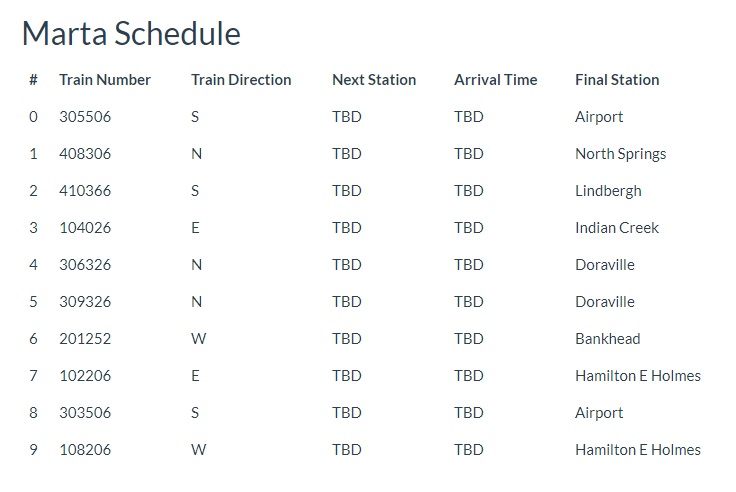 Marta Schedule
# Train Number Train Direction Next Station Arrival Time Final Station
0 305506 S TBD TBD Airport
1 408306 N TBD TBD North Springs
2 410366 S TBD TBD Lindbergh
3 104026 E TBD TBD Indian Creek
4 306326 N TBD TBD Doraville
5 309326 N TBD TBD Doraville
6 201252 W TBD TBD Bankhead
7 102206 E TBD TBD Hamilton E Holmes
8 303506 S TBD TBD Airport
9 108206 W TBD TBD Hamilton E Holmes